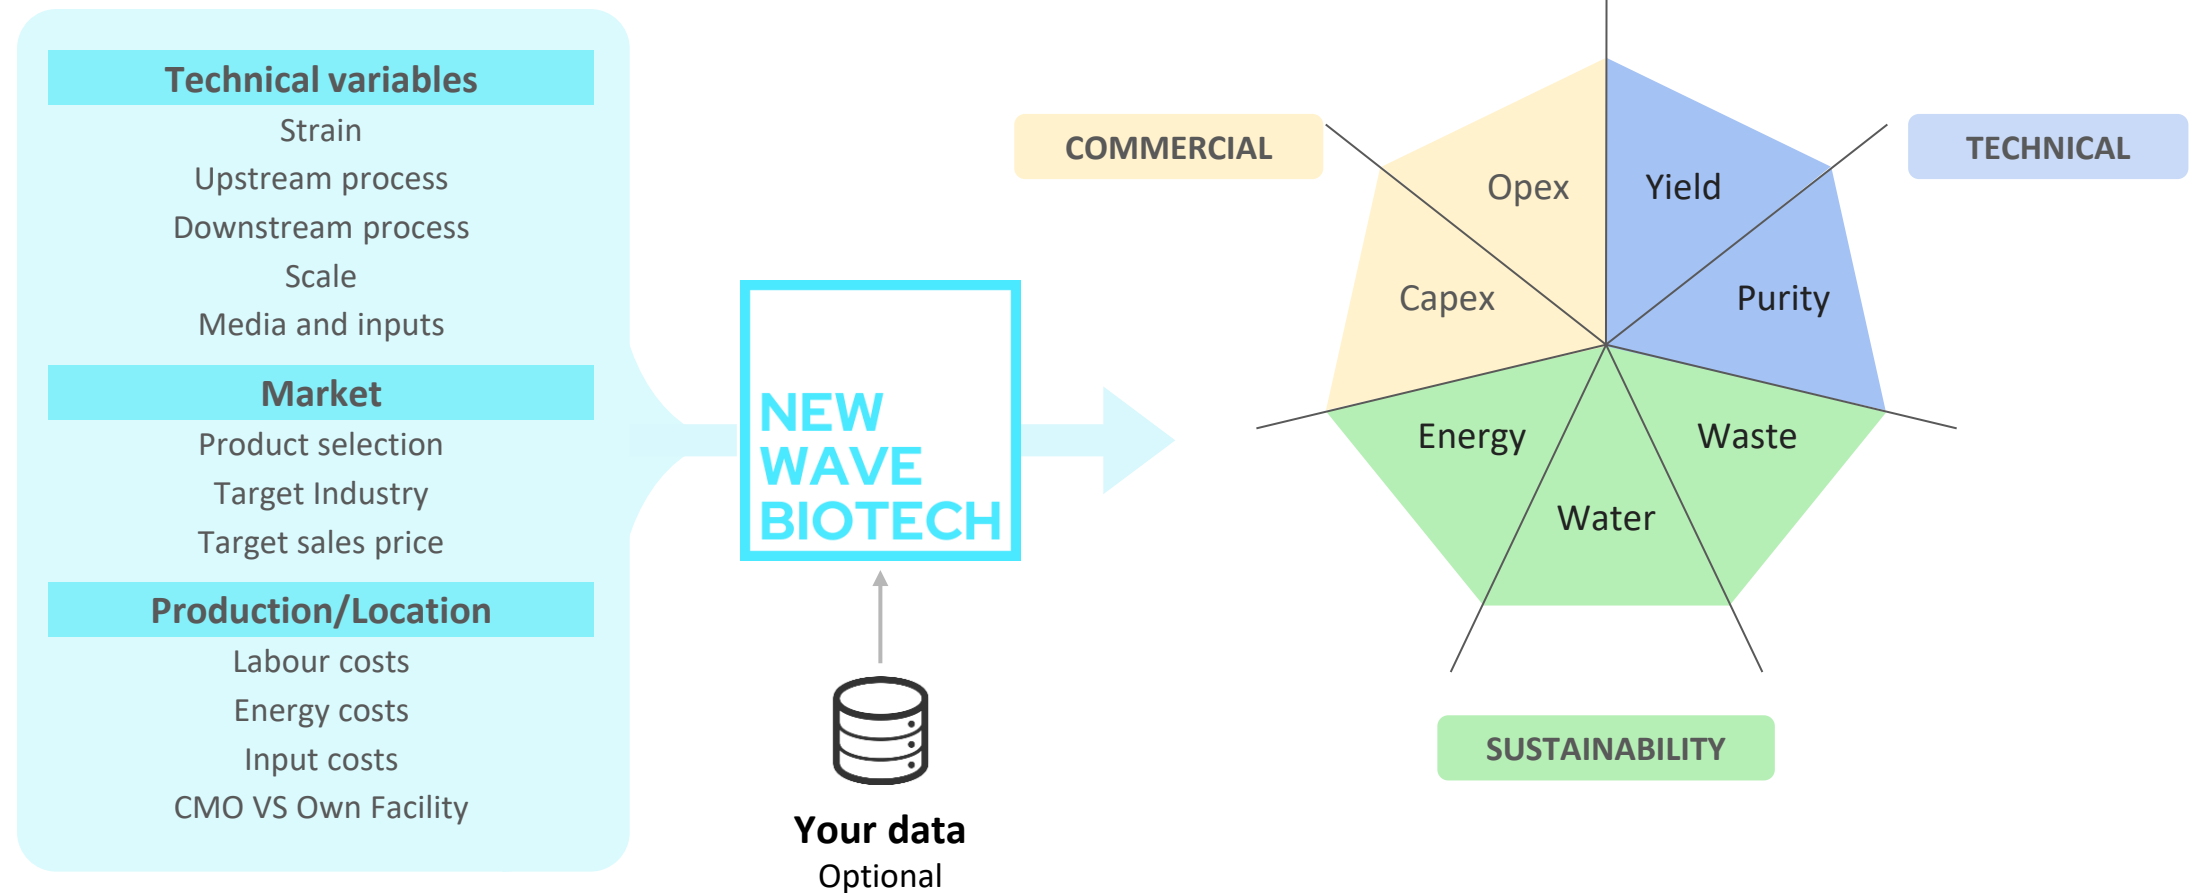 Technical variables
Strain
Upstream process
Downstream process
Scale
Media and inputs
Market
Product selection
Target Industry
Target sales price
Production/Location
Labour costs
Energy costs
Input costs
CMO VS Own Facility
NEW
WAVE
BIOTECH
Your data
Optional
COMMERCIAL
TECHNICAL
Opex
Yield
Capex
Purity
Energy
Waste
Water
SUSTAINABILITY